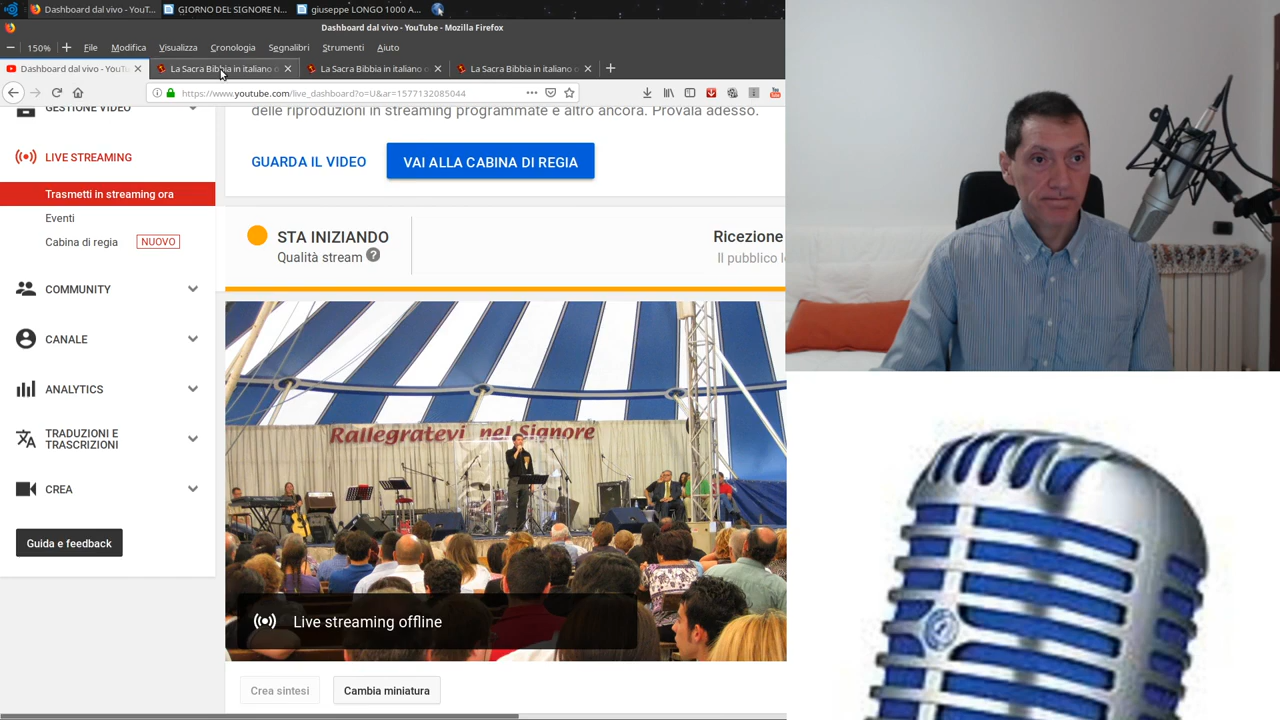 Dashboard dal vivo - YouT...
GIORNO DEL SIGNORE N...
giuseppe LONGO 1000 A...
Dashboard dal vivo - YouTube - Mozilla Firefox
150%
File
Modifica
Visualizza
Cronologia
Segnalibri
Strumenti
Aiuto
Dashboard dal vivo - YouTu
La Sacra Bibbia in italiano o
La Sacra Bibbia in italiano o
La Sacra Bibbia in italiano o
https://www.youtube.com/live_dashboard?o=U&ar=1577132085044
GESTIONE VIDEO
delle riproduzioni in streaming programmate e altro ancora. Provala adesso.
LIVE STREAMING
GUARDA IL VIDEO
VAI ALLA CABINA DI REGIA
Trasmetti in streaming ora
Eventi
Cabina di regia
NUOVO
STA INIZIANDO
Qualità stream
Ricezione
Il pubblico
COMMUNITY
CANALE
ANALYTICS
TRADUZIONI E
TRASCRIZIONI
CREA
Guida e feedback
Rallegratevi nel Signore
Live streaming offline
Crea sintesi
Cambia miniatura